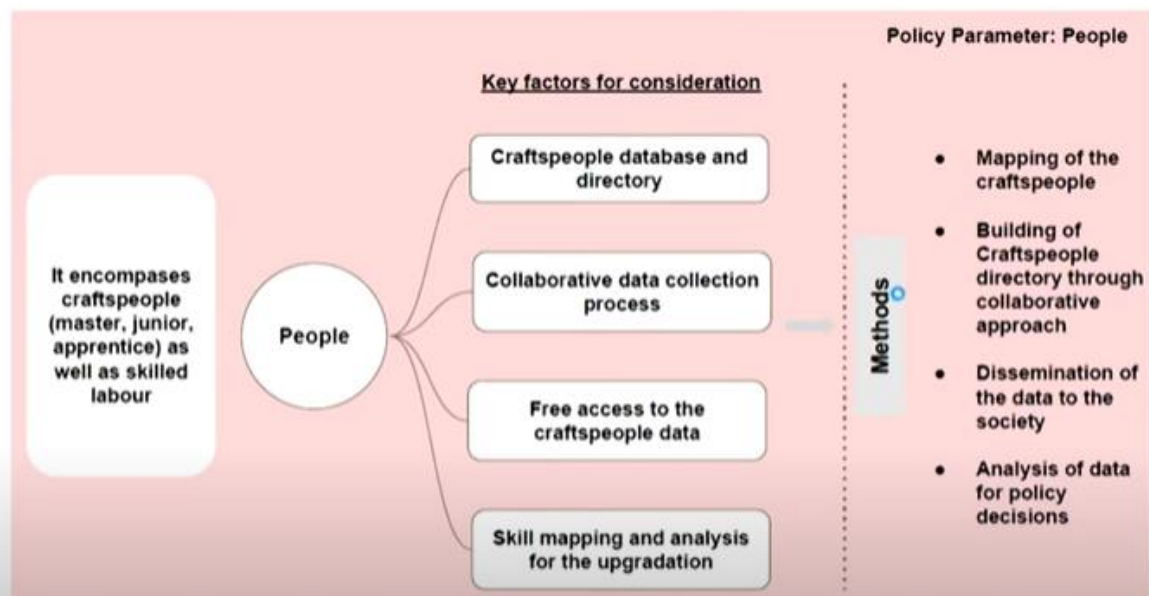 Policy Parameter: People
Key factors for consideration
It encompases
craftspeople
(master, junior,
apprentice) as
well as skilled
labour
People
Craftspeople database and
directory
Collaborative data collection
process
Free access to the
craftspeople data
Skill mapping and analysis
for the upgradation
Methods
● Mapping of the
craftspeople
● Building of
Craftspeople
directory through
collaborative
approach
● Dissemination of
the data to the
society
● Analysis of data
for policy
decisions